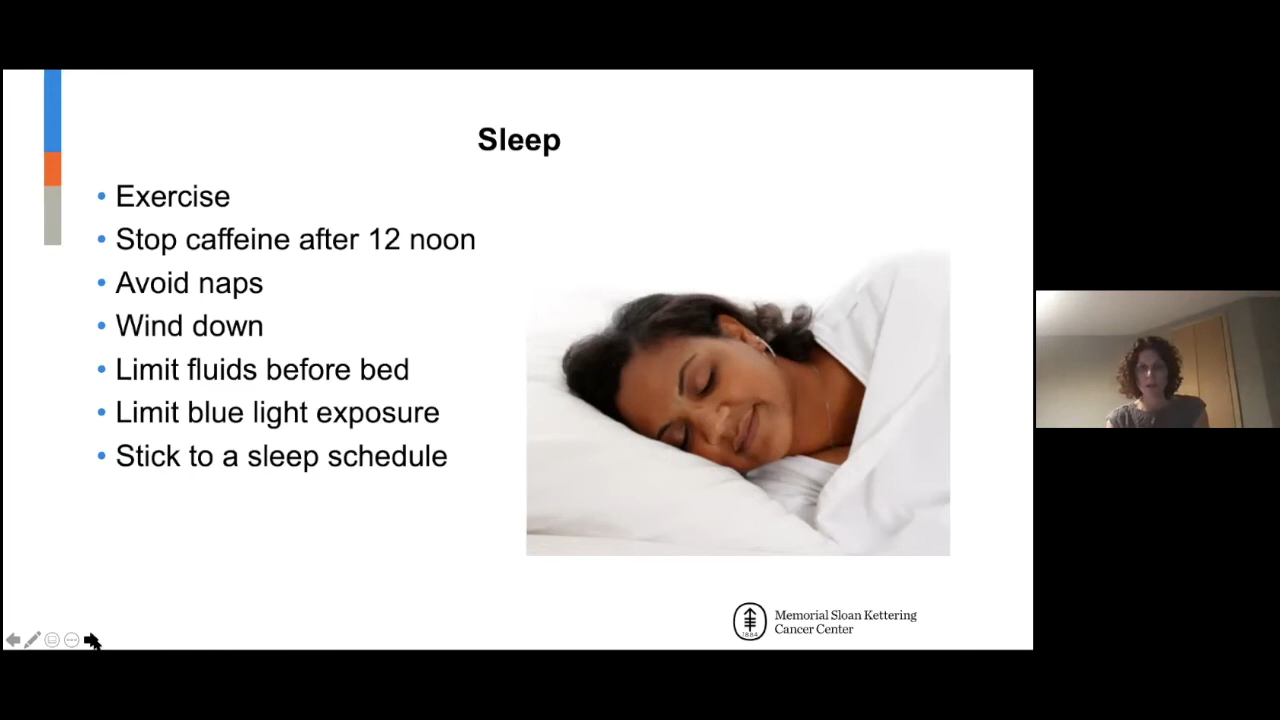 Sleep
• Exercise
• Stop caffeine after 12 noon
• Avoid naps
• Wind down
• Limit fluids before bed
• Limit blue light exposure
• Stick to a sleep schedule
1884
Memorial Sloan Kettering
Cancer Center